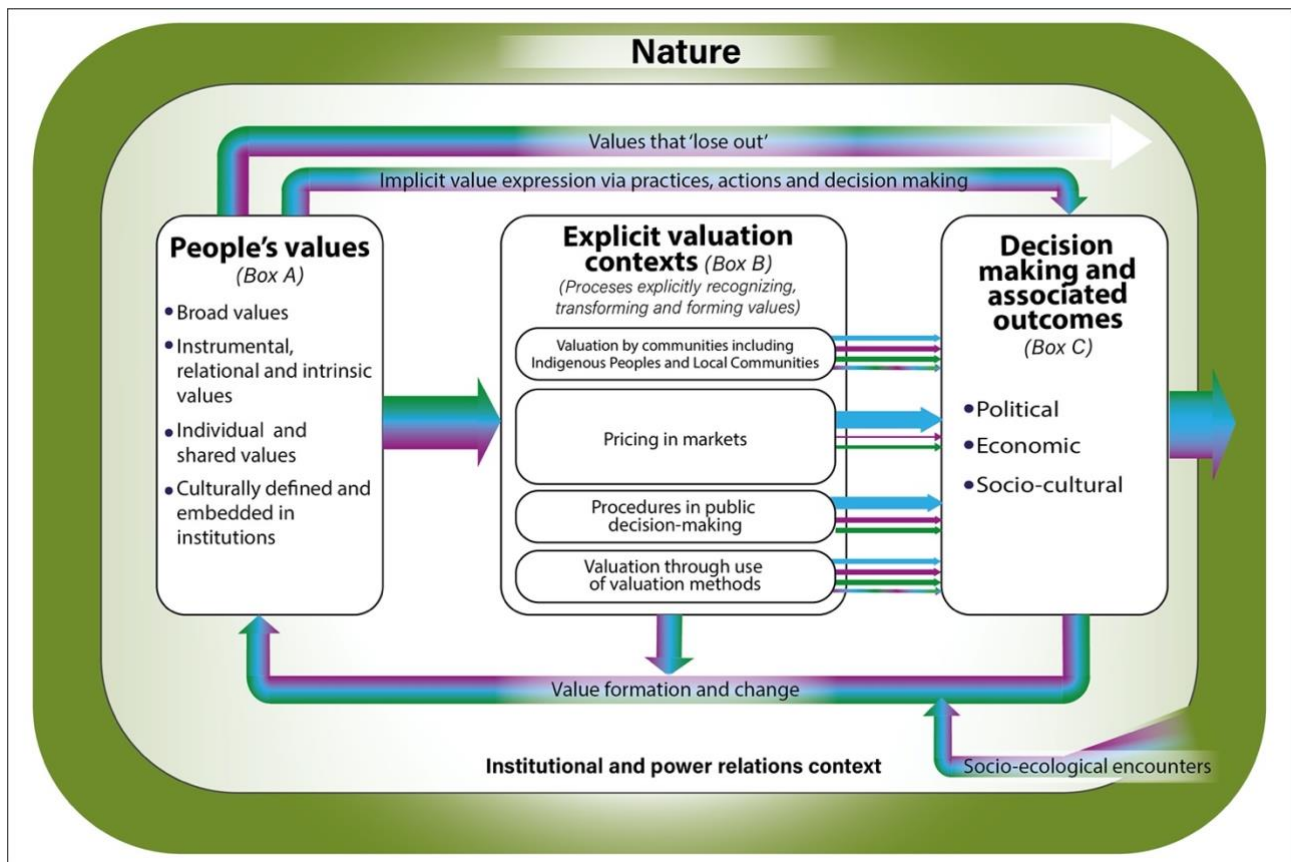 Nature
Values that 'lose out'
Implicit value expression via practices, actions and decision making
People's values
(Box A)
• Broad values
• Instrumental,
relational and intrinsic
values
• Individual and
shared values
• Culturally defined and
embedded in
institutions
Explicit valuation
contexts (Box B)
(Proceses explicitly recognizing,
transforming and forming values)
Valuation by communities including
Indigenous Peoples and Local Communities
Pricing in markets
Procedures in public
decision-making
Valuation through use
of valuation methods
Decision
making and
associated
outcomes
(Box C)
• Political
• Economic
• Socio-cultural
Value formation and change
Institutional and power relations context
Socio-ecological encounters